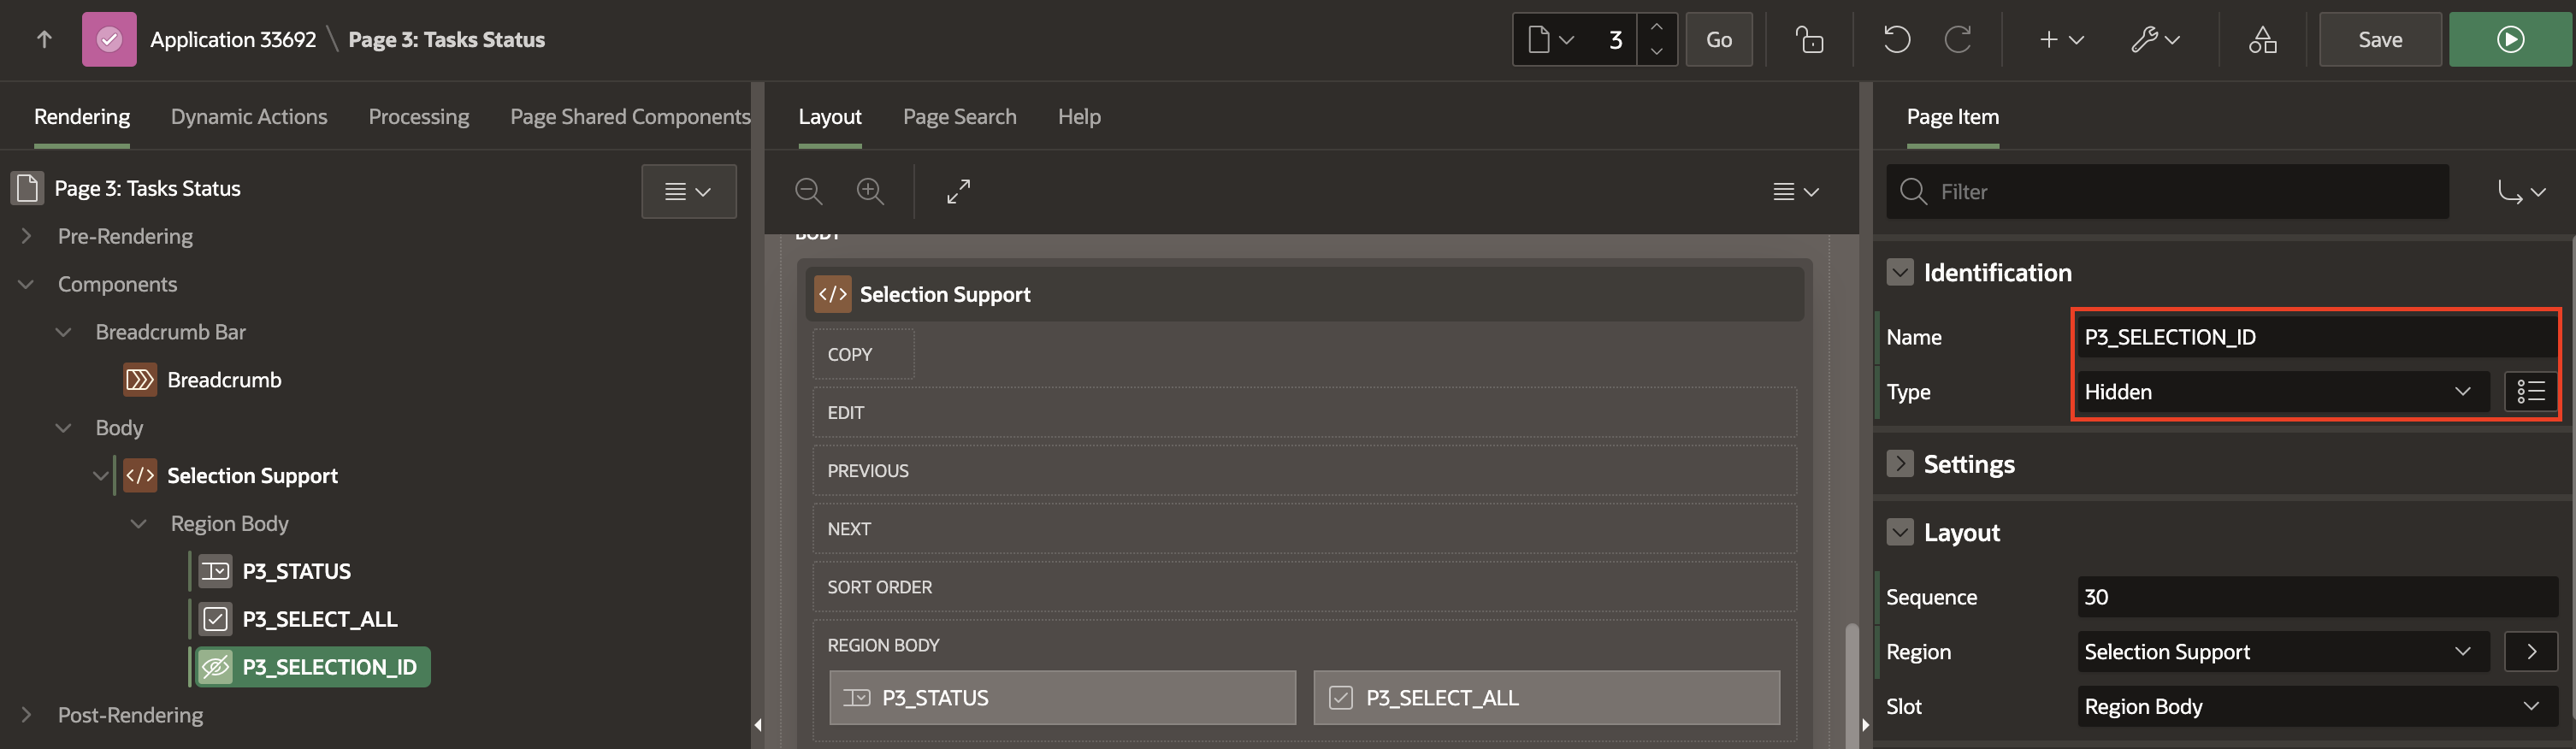 Application 33692 \ Page 3: Tasks Status
3
Go
Save
Rendering
Dynamic Actions
Processing
Page Shared Components
Page 3: Tasks Status
Pre-Rendering
Components
Breadcrumb Bar
Breadcrumb
Body
Selection Support
Region Body
P3_STATUS
P3_SELECT_ALL
P3_SELECTION_ID
Post-Rendering
Layout
Page Search
Help
BODY
Selection Support
COPY
EDIT
PREVIOUS
NEXT
SORT ORDER
REGION BODY
P3_STATUS
P3_SELECT_ALL
Page Item
Filter
Identification
Name
P3_SELECTION_ID
Type
Hidden
Settings
Layout
Sequence
30
Region
Selection Support
Slot
Region Body